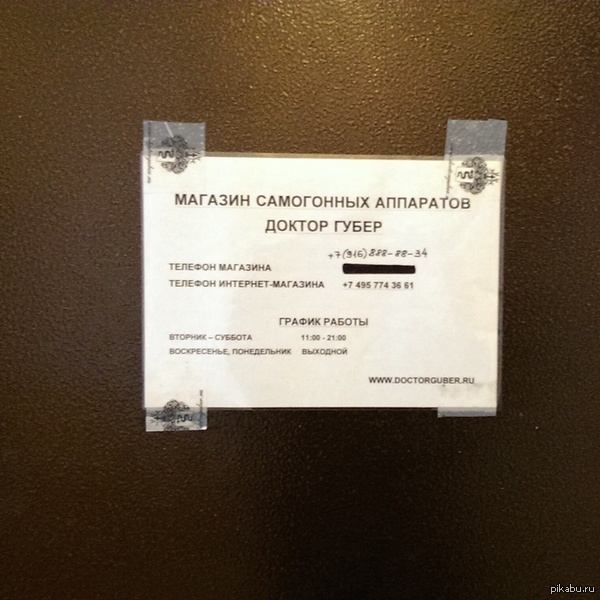 МАГАЗИН САМОГОННЫХ АППАРАТОВ
ДОКТОР ГУБЕР
+7(916)888-88-34
ТЕЛЕФОН МАГАЗИНА
ТЕЛЕФОН ИНТЕРНЕТ-МАГАЗИНА +7 495 774 36 61
ГРАФИК РАБОТЫ
ВТОРНИК – СУББОТА 11:00 - 21:00
ВОСКРЕСЕНЬЕ, ПОНЕДЕЛЬНИК ВЫХОДНОЙ
WWW.DOCTORGUBER.RU
pikabu.ru